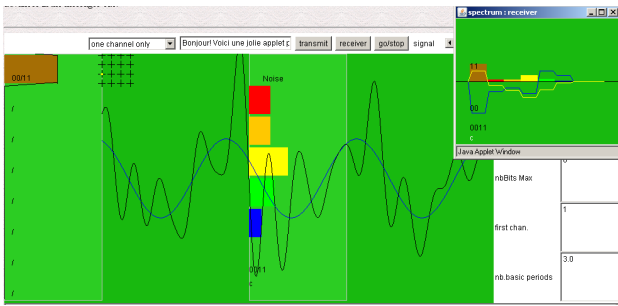 spectrum : receiver
one channel only
Bonjour! Voici une jolie applet p
transmit
receiver
go/stop
signal
00/11
Noise
11
00
0011
c
Java Applet Window
/
/
/
/
/
/
/
nbBits Max
first chan.
1
nb.basic periods
3.0
0011
c